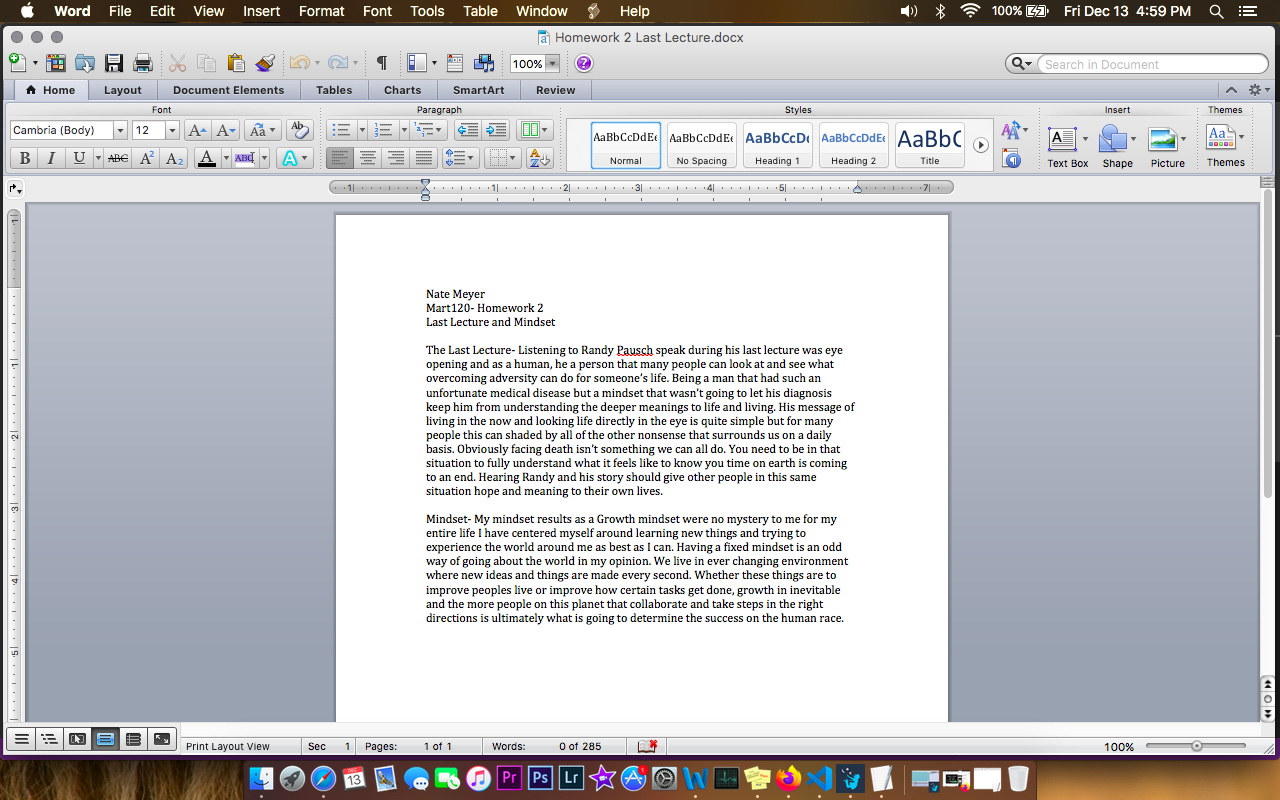 Word File Edit View Insert Format Font Tools Table Window Help 100% Fri Dec 13 4:59 PM
Homework 2 Last Lecture.docx
100% Search in Document
Home Layout Document Elements Tables Charts SmartArt Review
Font Paragraph Styles Insert Themes
Cambria (Body) 12 AaBbCcDdEe AaBbCcDdEe AaBbCcDc AaBbCcDdEe AaBbC
Normal No Spacing Heading 1 Heading 2 Title Text Box Shape Picture Themes
Nate Meyer
Mart120- Homework 2
Last Lecture and Mindset
The Last Lecture- Listening to Randy Pausch speak during his last lecture was eye
opening and as a human, he a person that many people can look at and see what
overcoming adversity can do for someone's life. Being a man that had such an
unfortunate medical disease but a mindset that wasn't going to let his diagnosis
keep him from understanding the deeper meanings to life and living. His message of
living in the now and looking life directly in the eye is quite simple but for many
people this can shaded by all of the other nonsense that surrounds us on a daily
basis. Obviously facing death isn't something we can all do. You need to be in that
situation to fully understand what it feels like to know you time on earth is coming
to an end. Hearing Randy and his story should give other people in this same
situation hope and meaning to their own lives.
Mindset- My mindset results as a Growth mindset were no mystery to me for my
entire life I have centered myself around learning new things and trying to
experience the world around me as best as I can. Having a fixed mindset is an odd
way of going about the world in my opinion. We live in ever changing environment
where new ideas and things are made every second. Whether these things are to
improve peoples live or improve how certain tasks get done, growth in inevitable
and the more people on this planet that collaborate and take steps in the right
directions is ultimately what is going to determine the success on the human race.
Print Layout View Sec 1 Pages: 1 of 1 Words: 0 of 285 100%
DEC 13 Pr Ps Lr